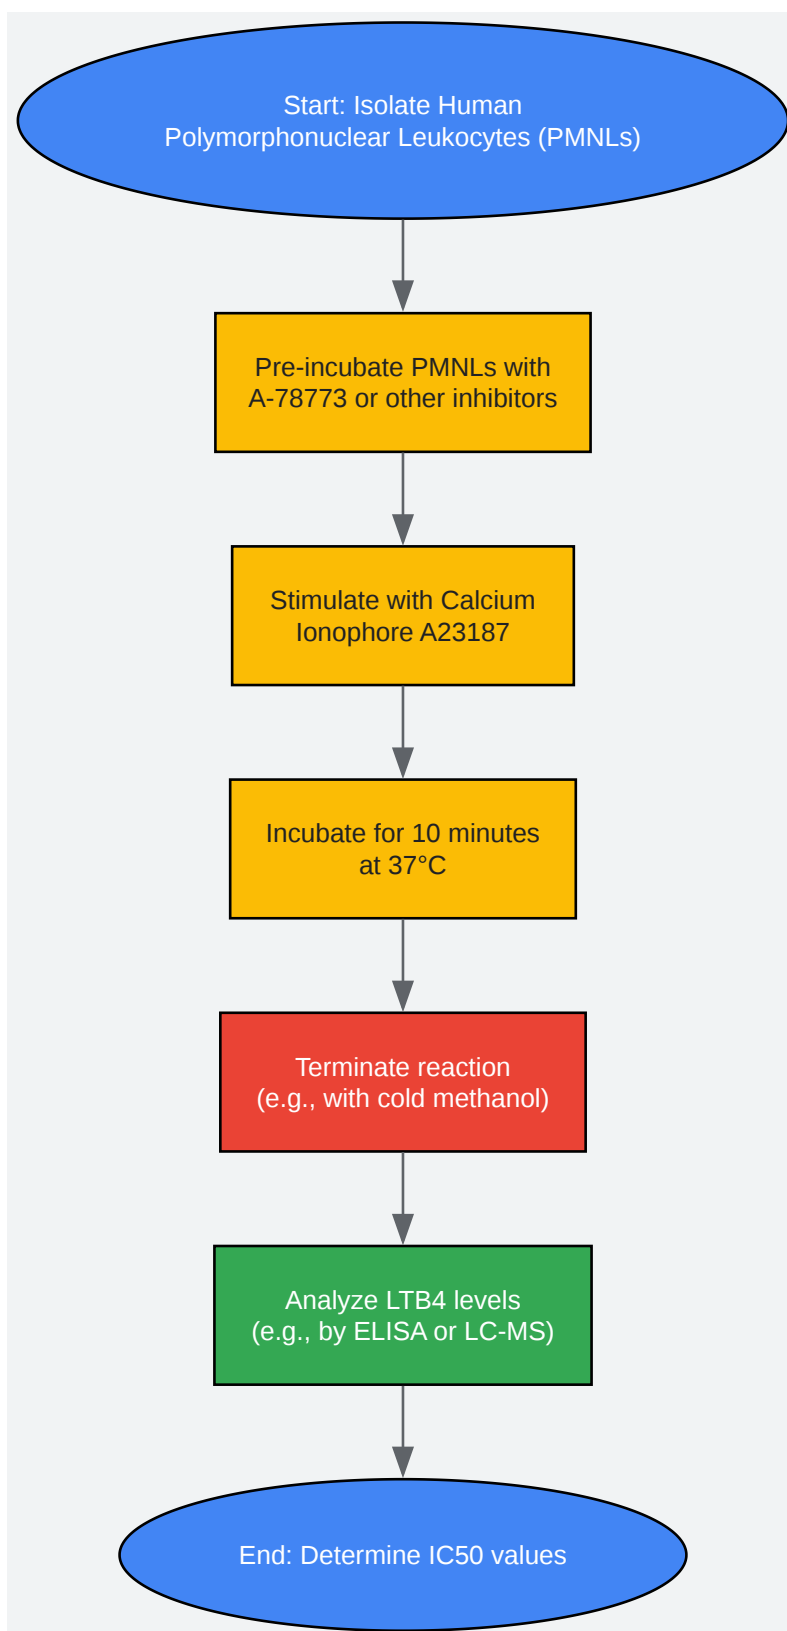 Start: Isolate Human
Polymorphonuclear Leukocytes (PMNLs)
Pre-incubate PMNLs with
A-78773 or other inhibitors
Stimulate with Calcium
Ionophore A23187
Incubate for 10 minutes
at 37°C
Terminate reaction
(e.g., with cold methanol)
Analyze LTB4 levels
(e.g., by ELISA or LC-MS)
End: Determine IC50 values